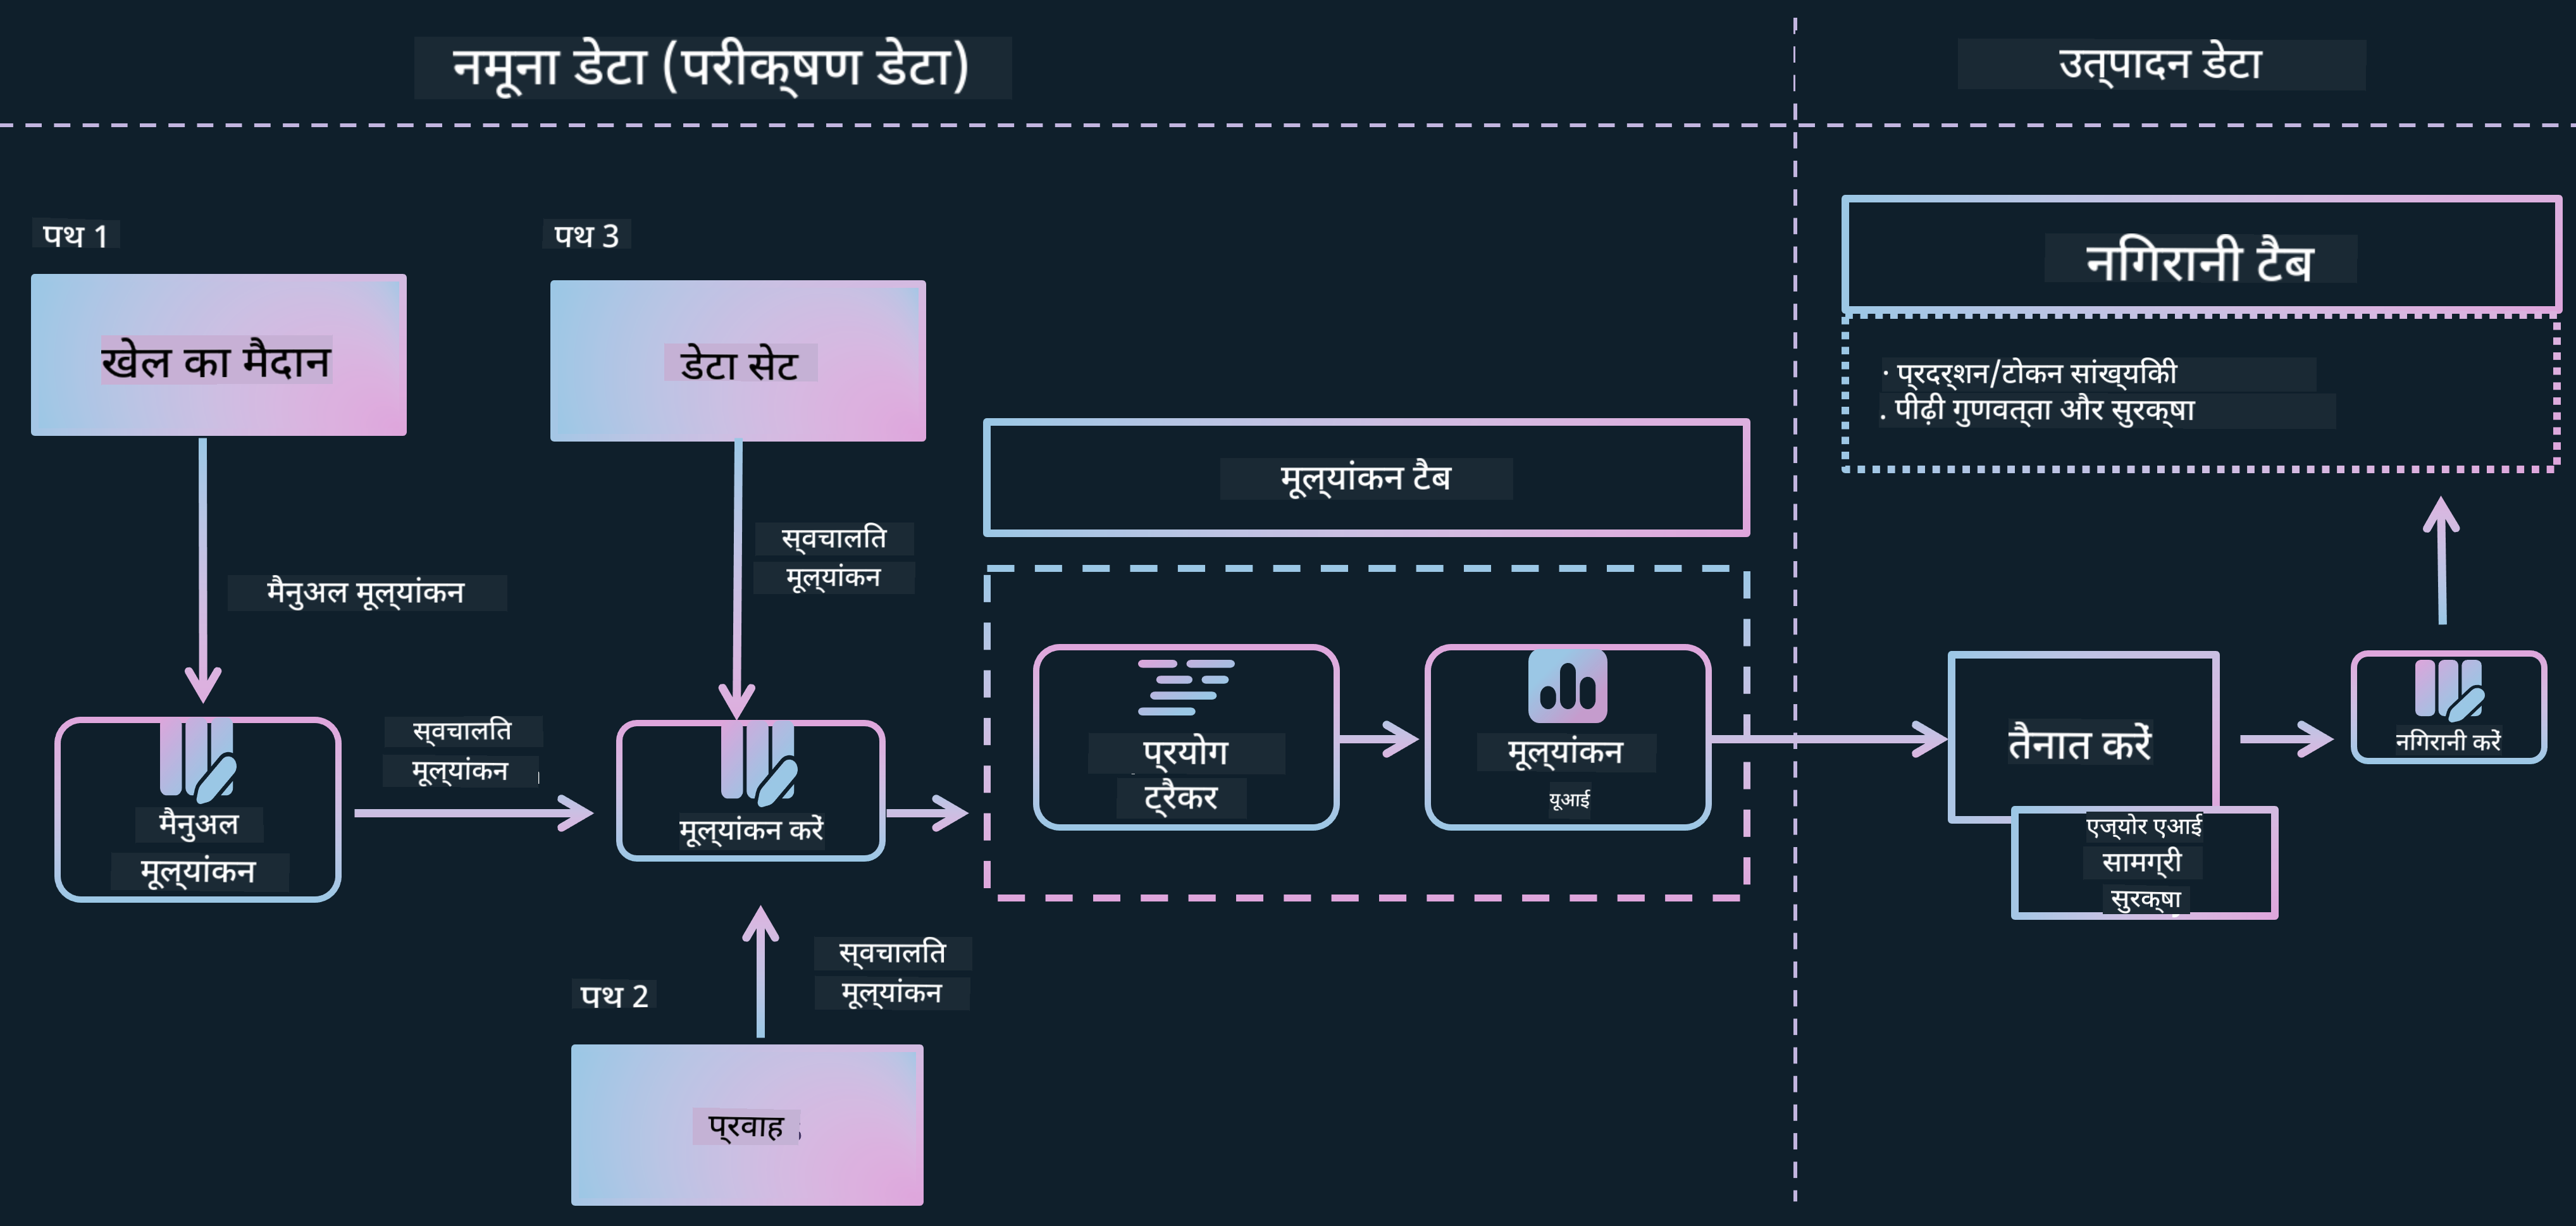 नमूना डेटा (परीक्षण डेटा)
उत्पादन डेटा
पथ 1
खेल का मैदान
मैनुअल मूल्यांकन
मैनुअल
मूल्यांकन
स्वचालित
मूल्यांकन
पथ 3
डेटा सेट
स्वचालित
मूल्यांकन
मूल्यांकन करें
पथ 2
स्वचालित
मूल्यांकन
प्रवाह
मूल्यांकन टैब
प्रयोग
ट्रैकर
मूल्यांकन
यूआई
निगरानी टैब
· प्रदर्शन/टोकन सांख्यिकी
. पीढ़ी गुणवत्ता और सुरक्षा
तैनात करें
एज्योर एआई
सामग्री
सुरक्षा
निगरानी करें